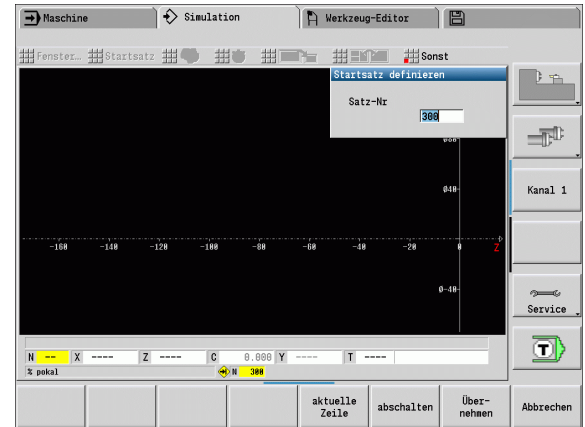 Maschine Simulation Werkzeug-Editor
Fenster... Startsatz Sonst
Startsatz definieren
Satz-Nr
300
Ø80
Ø40
-160 -140 -120 -100 -80 -60 -40 -20 0 Z
Ø-40
Kanal 1
Service
T
N -- X ---- Z ---- C 0.000 Y ---- T ----
% pokal N 300
aktuelle Zeile abschalten Über-nehmen Abbrechen